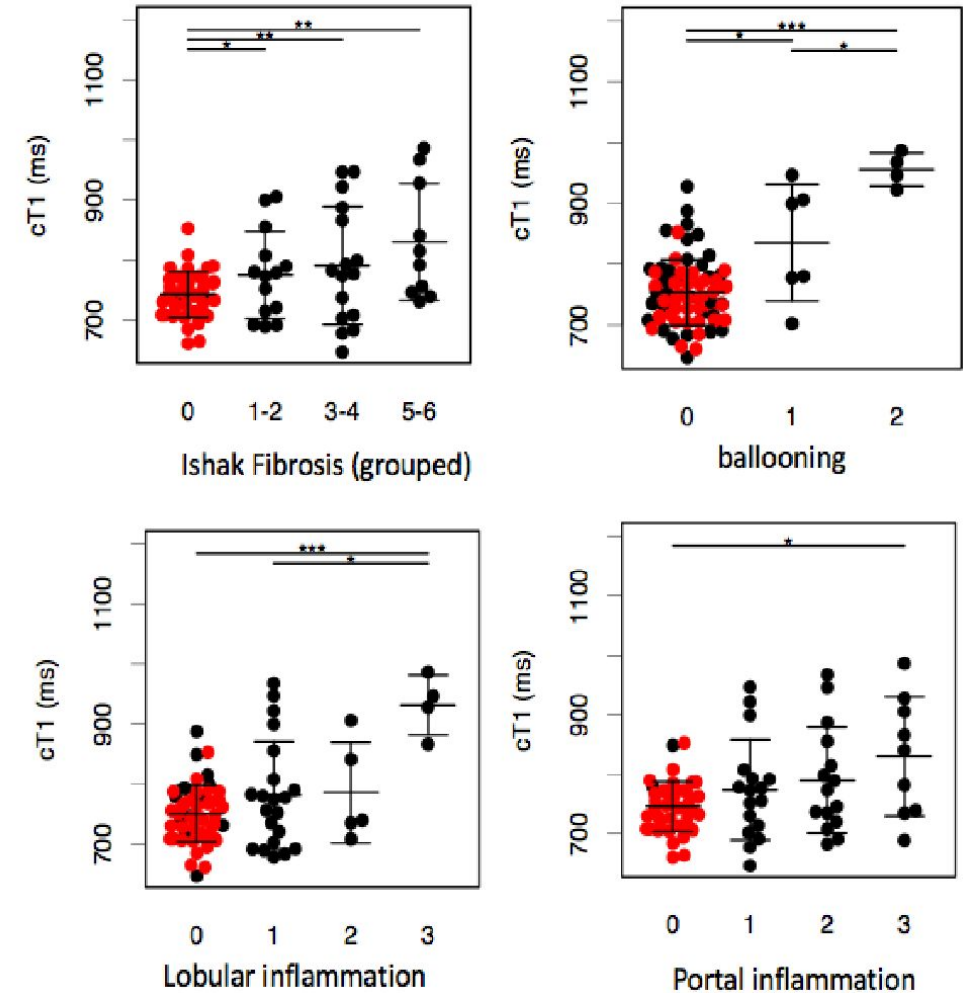 **
**
*
cT1 (ms)
1100
900
700
0 1-2 3-4 5-6
Ishak Fibrosis (grouped)
***
*
*
cT1 (ms)
1100
900
700
0 1 2
ballooning
***
*
cT1 (ms)
1100
900
700
0 1 2 3
Lobular inflammation
*
cT1 (ms)
1100
900
700
0 1 2 3
Portal inflammation